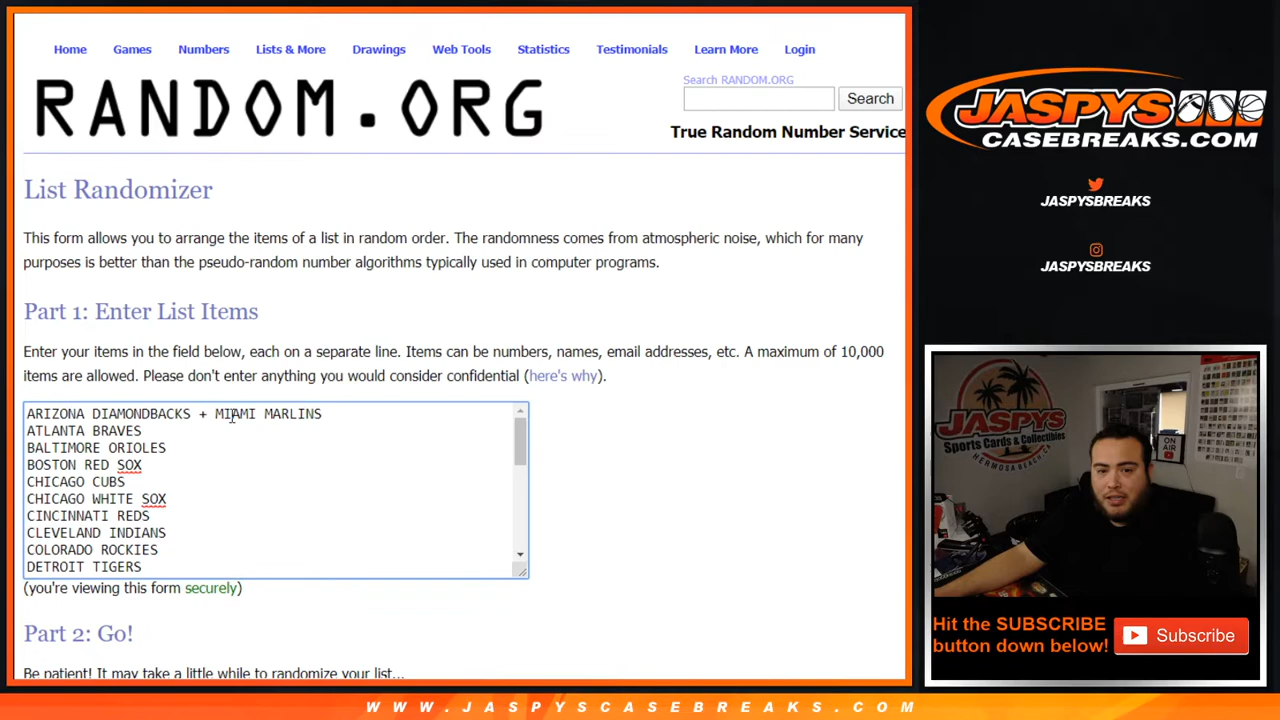 Home Games Numbers Lists & More Drawings Web Tools Statistics Testimonials Learn More Login
Search RANDOM.ORG
RANDOM.ORG
Search
True Random Number Service
List Randomizer
This form allows you to arrange the items of a list in random order. The randomness comes from atmospheric noise, which for many
purposes is better than the pseudo-random number algorithms typically used in computer programs.
Part 1: Enter List Items
Enter your items in the field below, each on a separate line. Items can be numbers, names, email addresses, etc. A maximum of 10,000
items are allowed. Please don't enter anything you would consider confidential (here's why).
ARIZONA DIAMONDBACKS + MIAMI MARLINS
ATLANTA BRAVES
BALTIMORE ORIOLES
BOSTON RED SOX
CHICAGO CUBS
CHICAGO WHITE SOX
CINCINNATI REDS
CLEVELAND INDIANS
COLORADO ROCKIES
DETROIT TIGERS
(you're viewing this form securely)
Part 2: Go!
Be patient! It may take a little while to randomize your list...
JASPYS
CASEBREAKS.COM
JASPYSBREAKS
JASPYSBREAKS
JASPYS
Sports Cards & Collectibles
HERMOSA BEACH, CA
ON AIR
Hit the SUBSCRIBE
button down below!
Subscribe
WWW.JASPYSCASEBREAKS.COM